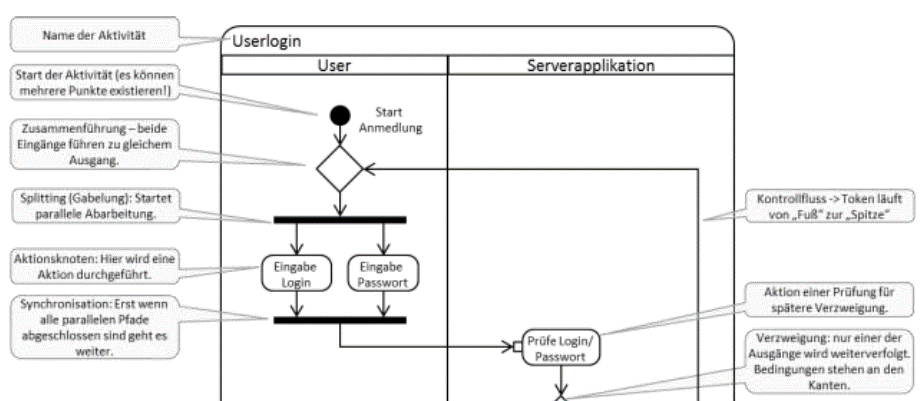 Name der Aktivität
Userlogin
User
Serverapplikation
Start der Aktivität (es können
mehrere Punkte existieren!)
Start
Anmedlung
Zusammenführung – beide
Eingänge führen zu gleichem
Ausgang.
Splitting (Gabelung): Startet
parallele Abarbeitung.
Kontrollfluss -> Token läuft
von „Fuß“ zur „Spitze“
Aktionsknoten: Hier wird eine
Aktion durchgeführt.
Eingabe
Login
Eingabe
Passwort
Synchronisation: Erst wenn
alle parallelen Pfade
abgeschlossen sind geht es
weiter.
Aktion einer Prüfung für
spätere Verzweigung.
Prüfe Login/
Passwort
Verzweigung: nur einer der
Ausgänge wird weiterverfolgt.
Bedingungen stehen an den
Kanten.